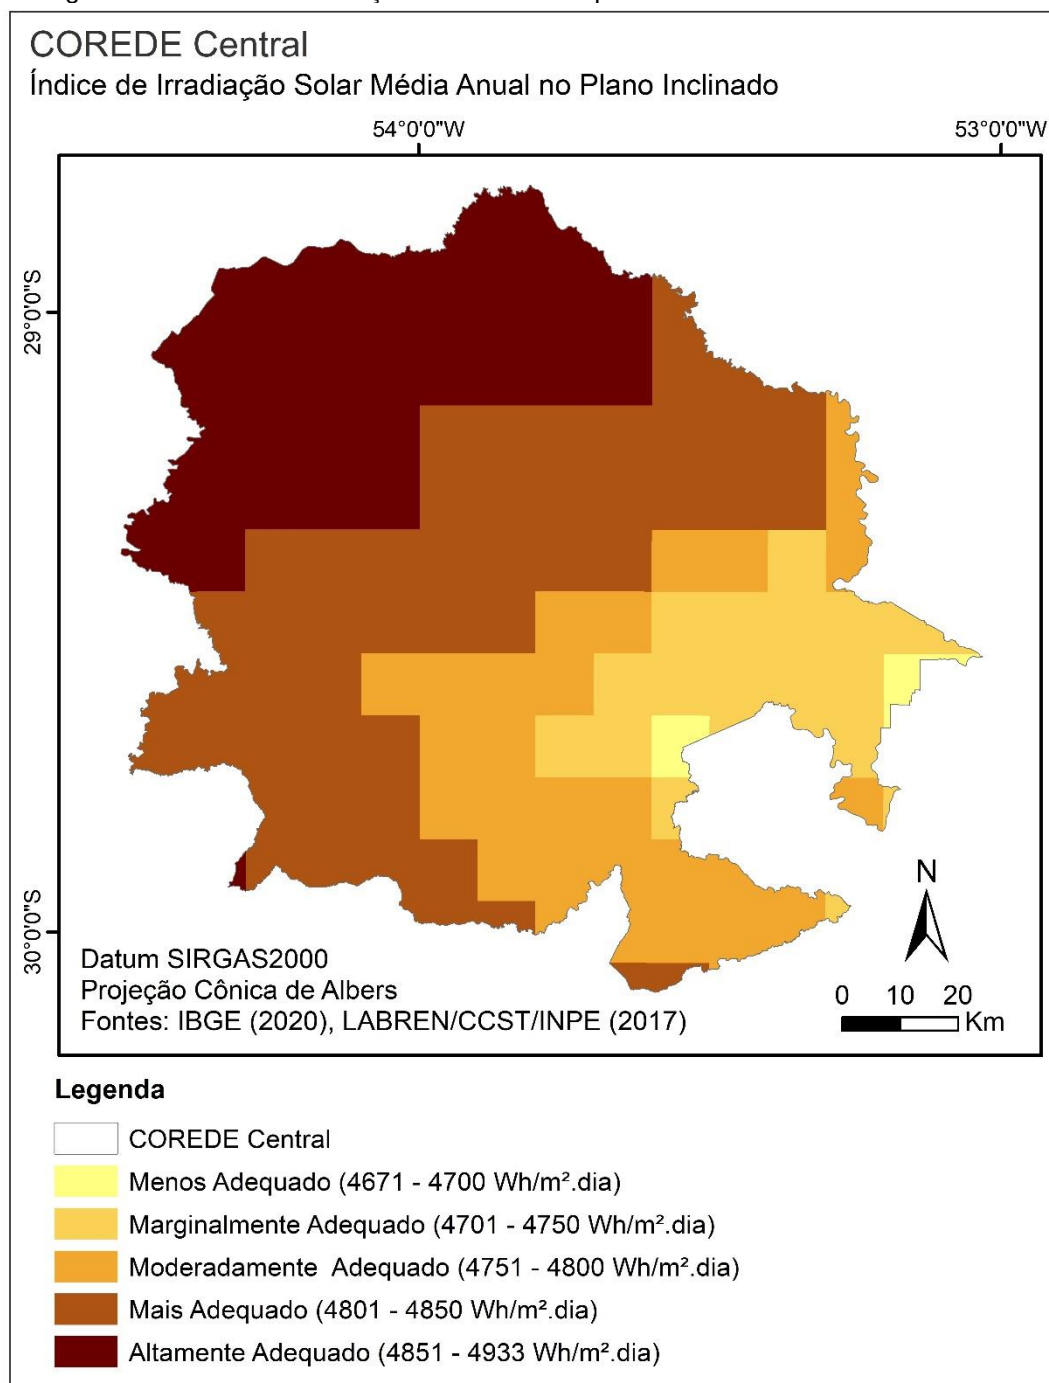 COREDE Central
Índice de Irradiação Solar Média Anual no Plano Inclinado
54°0'0"W
53°0'0"W
29°0'0"S
30°0'0"S
N
Datum SIRGAS2000
Projeção Cônica de Albers
Fontes: IBGE (2020), LABREN/CCST/INPE (2017)
0 10 20
Km
Legenda
COREDE Central
Menos Adequado (4671 - 4700 Wh/m².dia)
Marginalmente Adequado (4701 - 4750 Wh/m².dia)
Moderadamente Adequado (4751 - 4800 Wh/m².dia)
Mais Adequado (4801 - 4850 Wh/m².dia)
Altamente Adequado (4851 - 4933 Wh/m².dia)